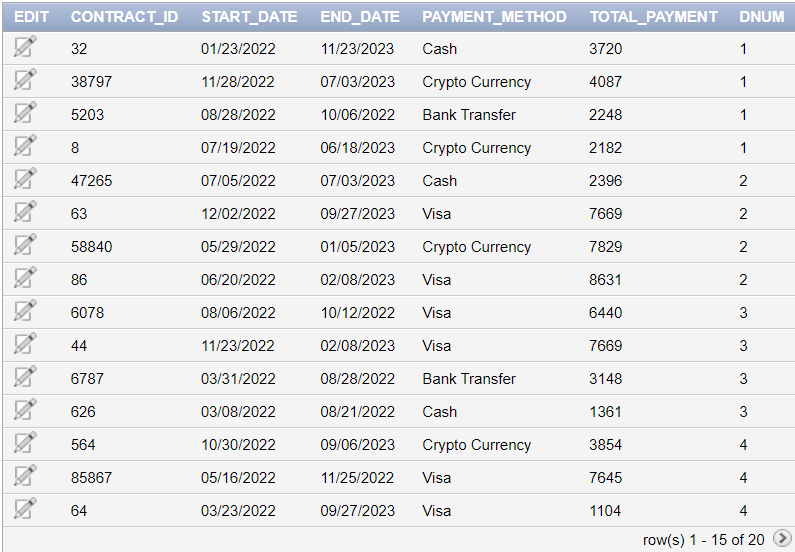 EDIT CONTRACT_ID START_DATE END_DATE PAYMENT_METHOD TOTAL_PAYMENT DNUM
32 01/23/2022 11/23/2023 Cash 3720 1
38797 11/28/2022 07/03/2023 Crypto Currency 4087 1
5203 08/28/2022 10/06/2022 Bank Transfer 2248 1
8 07/19/2022 06/18/2023 Crypto Currency 2182 1
47265 07/05/2022 07/03/2023 Cash 2396 2
63 12/02/2022 09/27/2023 Visa 7669 2
58840 05/29/2022 01/05/2023 Crypto Currency 7829 2
86 06/20/2022 02/08/2023 Visa 8631 2
6078 08/06/2022 10/12/2022 Visa 6440 3
44 11/23/2022 02/08/2023 Visa 7669 3
6787 03/31/2022 08/28/2022 Bank Transfer 3148 3
626 03/08/2022 08/21/2022 Cash 1361 3
564 10/30/2022 09/06/2023 Crypto Currency 3854 4
85867 05/16/2022 11/25/2022 Visa 7645 4
64 03/23/2022 09/27/2023 Visa 1104 4
row(s) 1 - 15 of 20